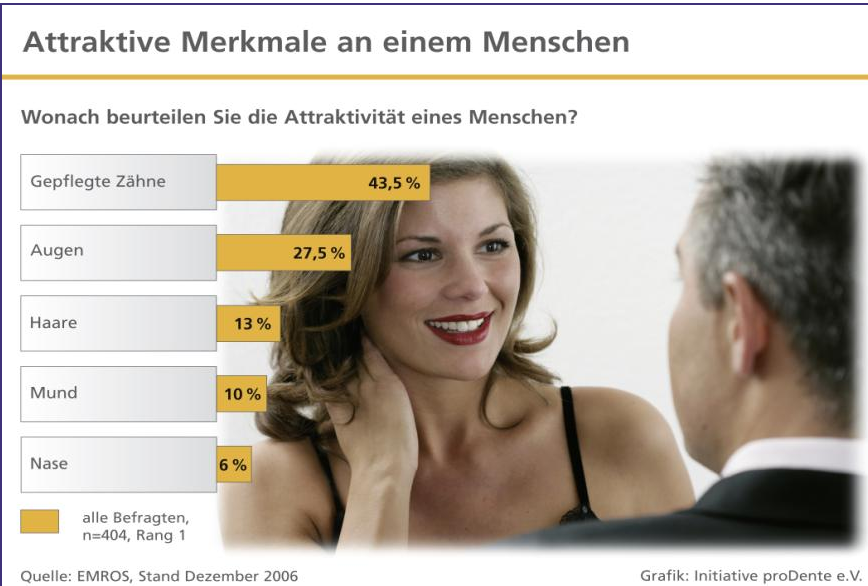 Attraktive Merkmale an einem Menschen
Wonach beurteilen Sie die Attraktivität eines Menschen?
Gepflegte Zähne 43,5 %
Augen 27,5 %
Haare 13 %
Mund 10 %
Nase 6 %
alle Befragten,
n=404, Rang 1
Quelle: EMROS, Stand Dezember 2006 Grafik: Initiative proDente e.V.